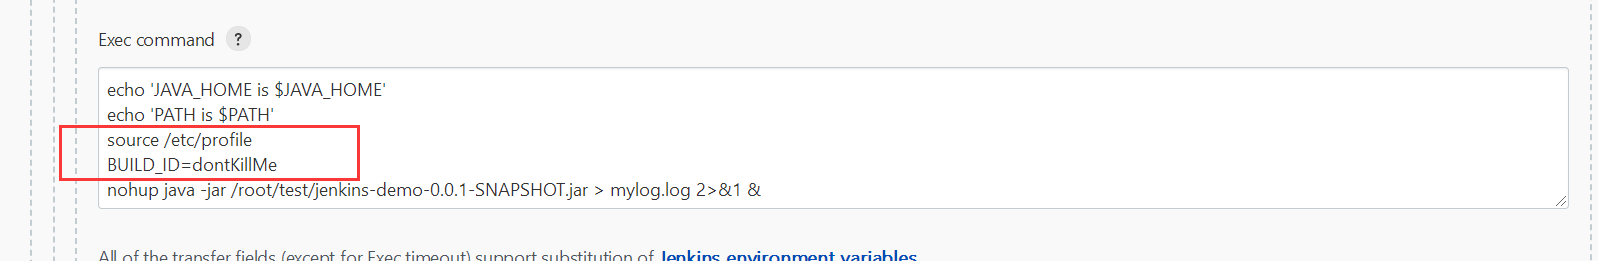 Exec command ?
echo 'JAVA_HOME is $JAVA_HOME'
echo 'PATH is $PATH'
source /etc/profile
BUILD_ID=dontKillMe
nohup java -jar /root/test/jenkins-demo-0.0.1-SNAPSHOT.jar > mylog.log 2>&1 &
All of the transfer fields (except for Exec timeout) support substitution of Jenkins environment variables